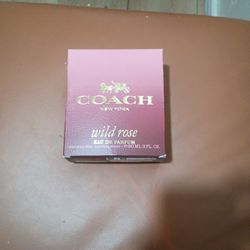 COACH
NEW YORK
wild rose
EAU DE PARFUM